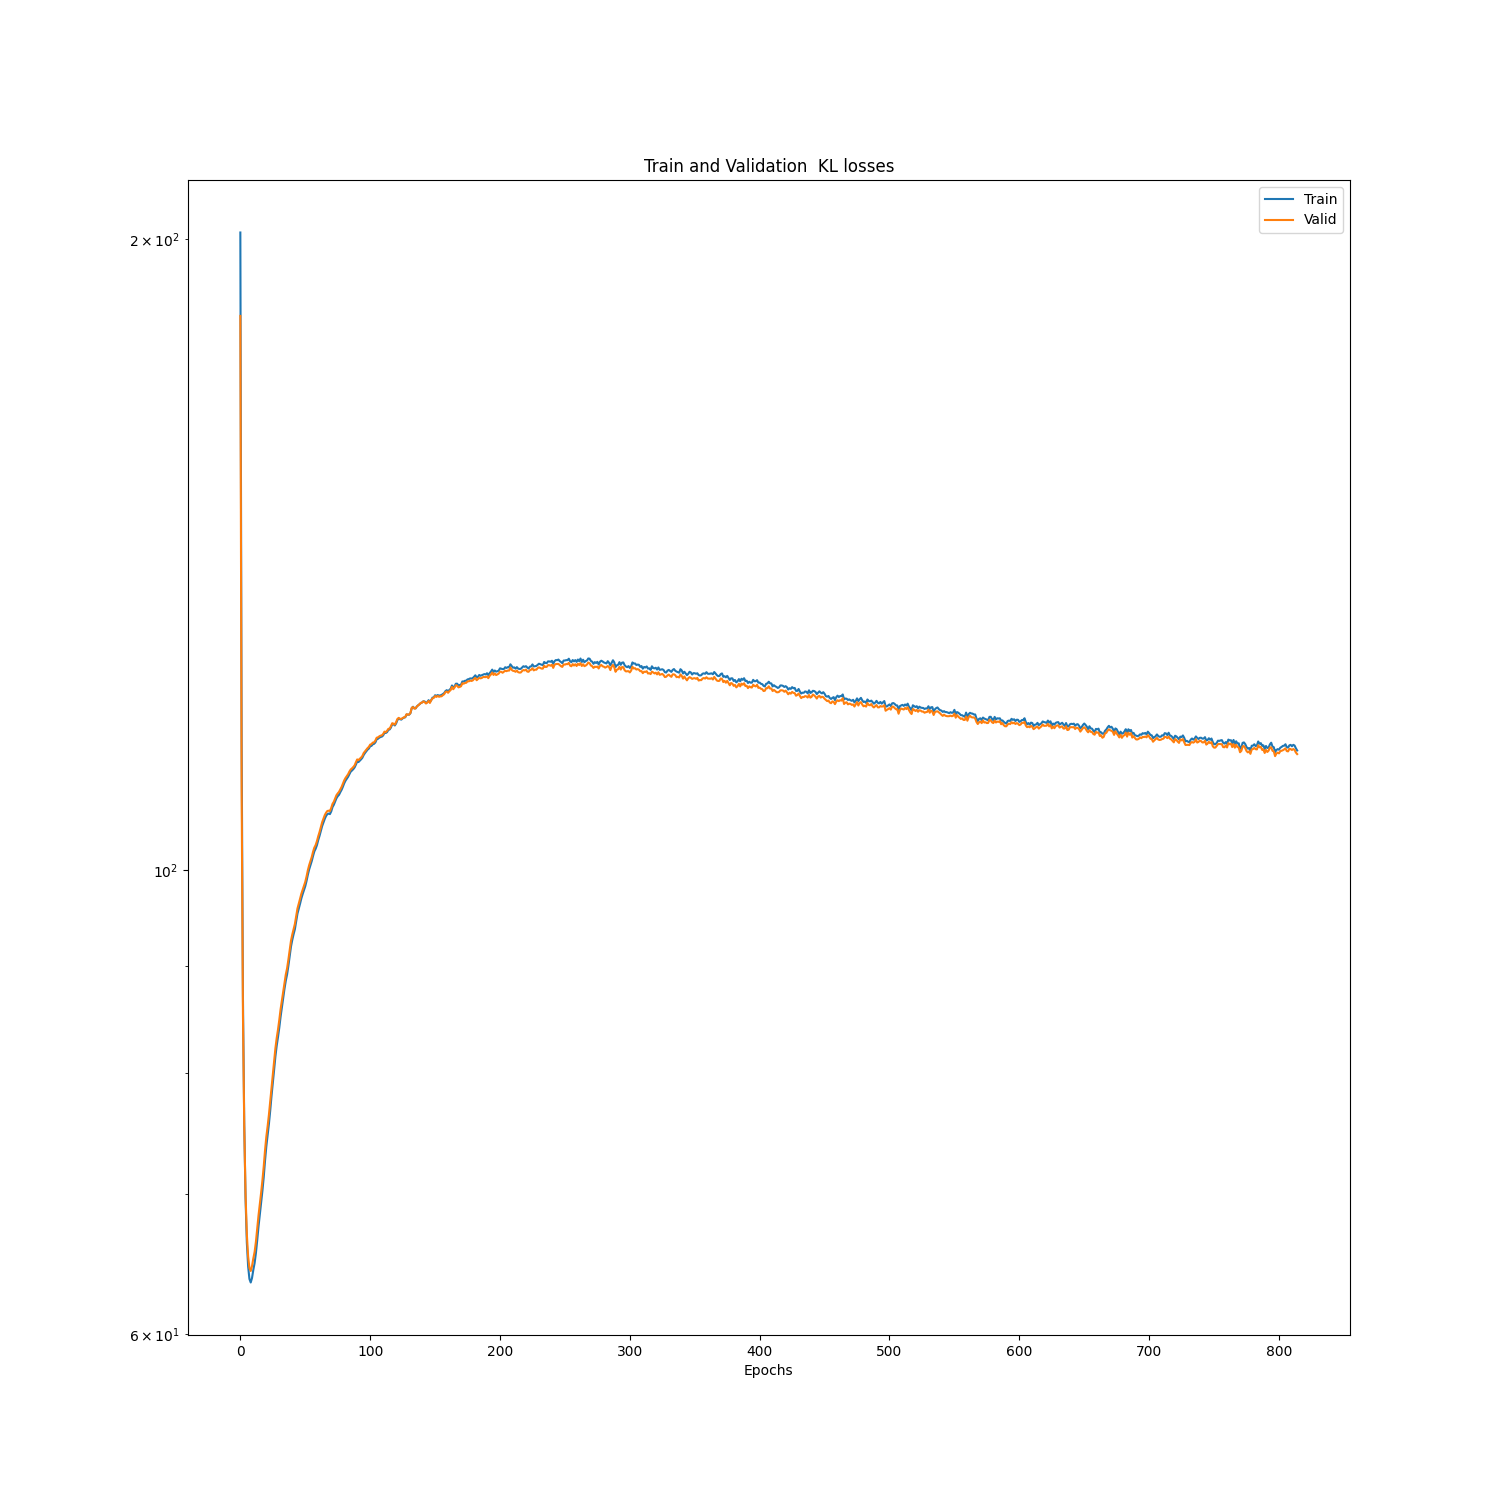 Train and Validation  KL losses
Train
Valid
2 × 10²
10²
6 × 10¹
0 100 200 300 400 500 600 700 800
Epochs